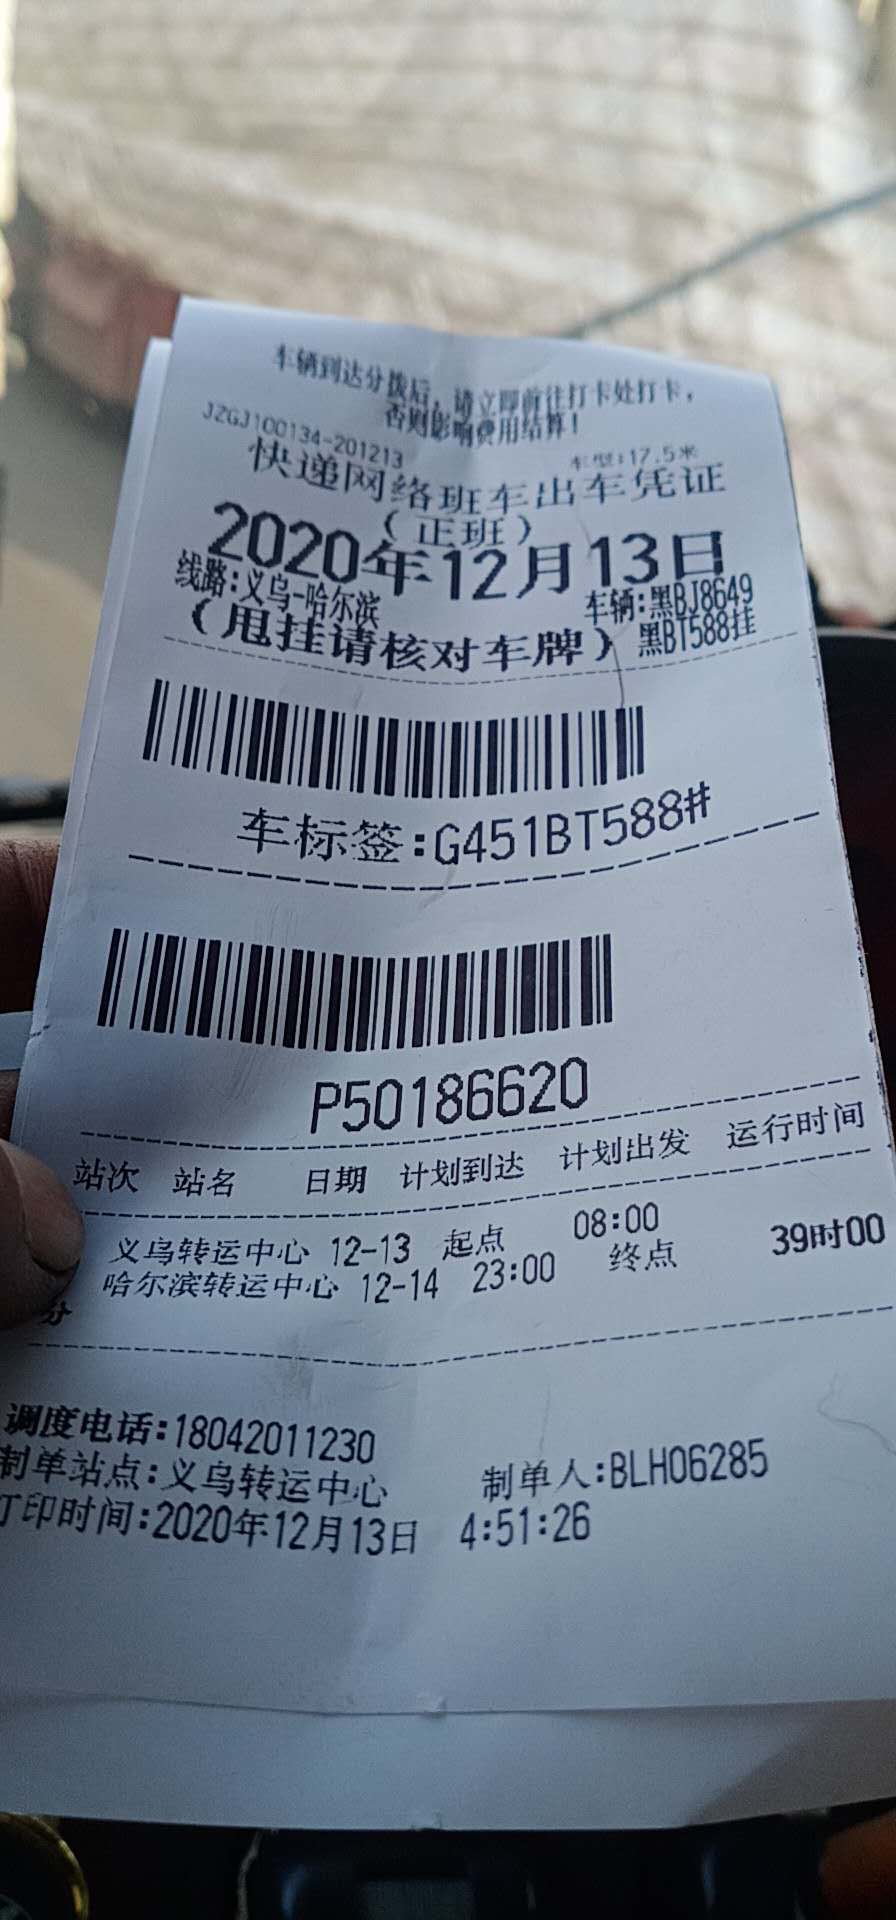 车辆到达分拨后，请立即前往打卡处打卡，
否则影响费用结算！
JZGJ100134-201213
车型:17.5米
快递网络班车出车凭证
（正班）
2020年12月13日
线路:义乌-哈尔滨 车辆:黑BJ8649
（甩挂请核对车牌） 黑BT588挂
车标签:G451BT588#
P50186620
站次 站名 日期 计划到达 计划出发 运行时间
义乌转运中心 12-13 起点 08:00
哈尔滨转运中心 12-14 23:00 终点 39时00
分
调度电话:18042011230
制单站点:义乌转运中心 制单人:BLH06285
打印时间:2020年12月13日 4:51:26